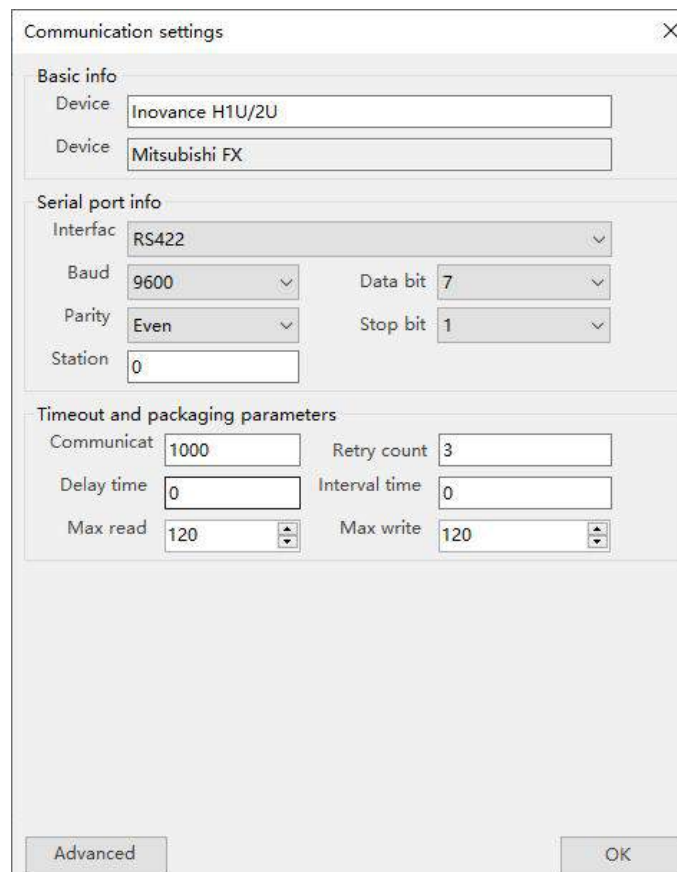 Communication settings
Basic info
Device Inovance H1U/2U
Device Mitsubishi FX
Serial port info
Interfac RS422
Baud 9600 Data bit 7
Parity Even Stop bit 1
Station 0
Timeout and packaging parameters
Communicat 1000 Retry count 3
Delay time 0 Interval time 0
Max read 120 Max write 120
Advanced OK